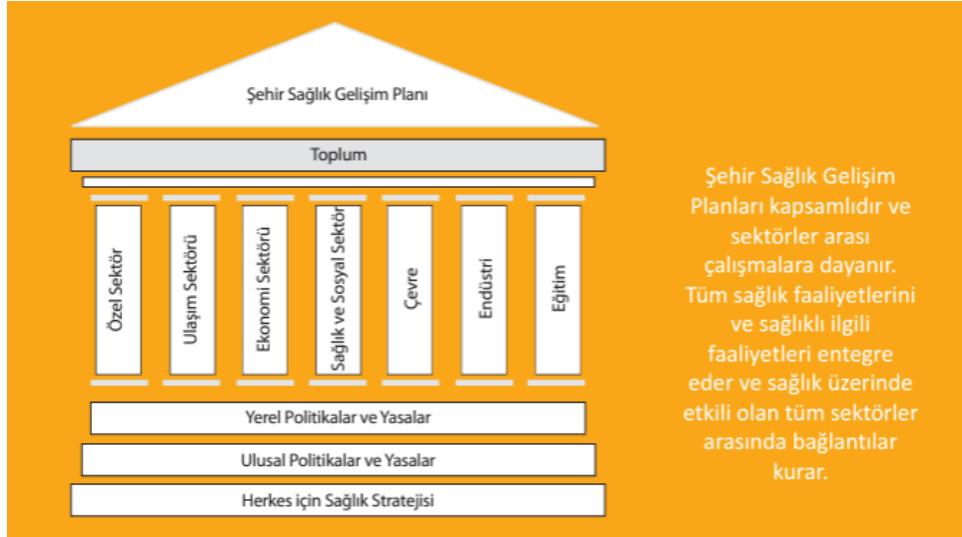 Şehir Sağlık Gelişim Planı
Toplum
Özel Sektör
Ulaşım Sektörü
Ekonomi Sektörü
Sağlık ve Sosyal Sektör
Çevre
Endüstri
Eğitim
Yerel Politikalar ve Yasalar
Ulusal Politikalar ve Yasalar
Herkes için Sağlık Stratejisi
Şehir Sağlık Gelişim
Planları kapsamlıdır ve
sektörler arası
çalışmalara dayanır.
Tüm sağlık faaliyetlerini
ve sağlıklı ilgili
faaliyetleri entegre
eder ve sağlık üzerinde
etkili olan tüm sektörler
arasında bağlantılar
kurar.